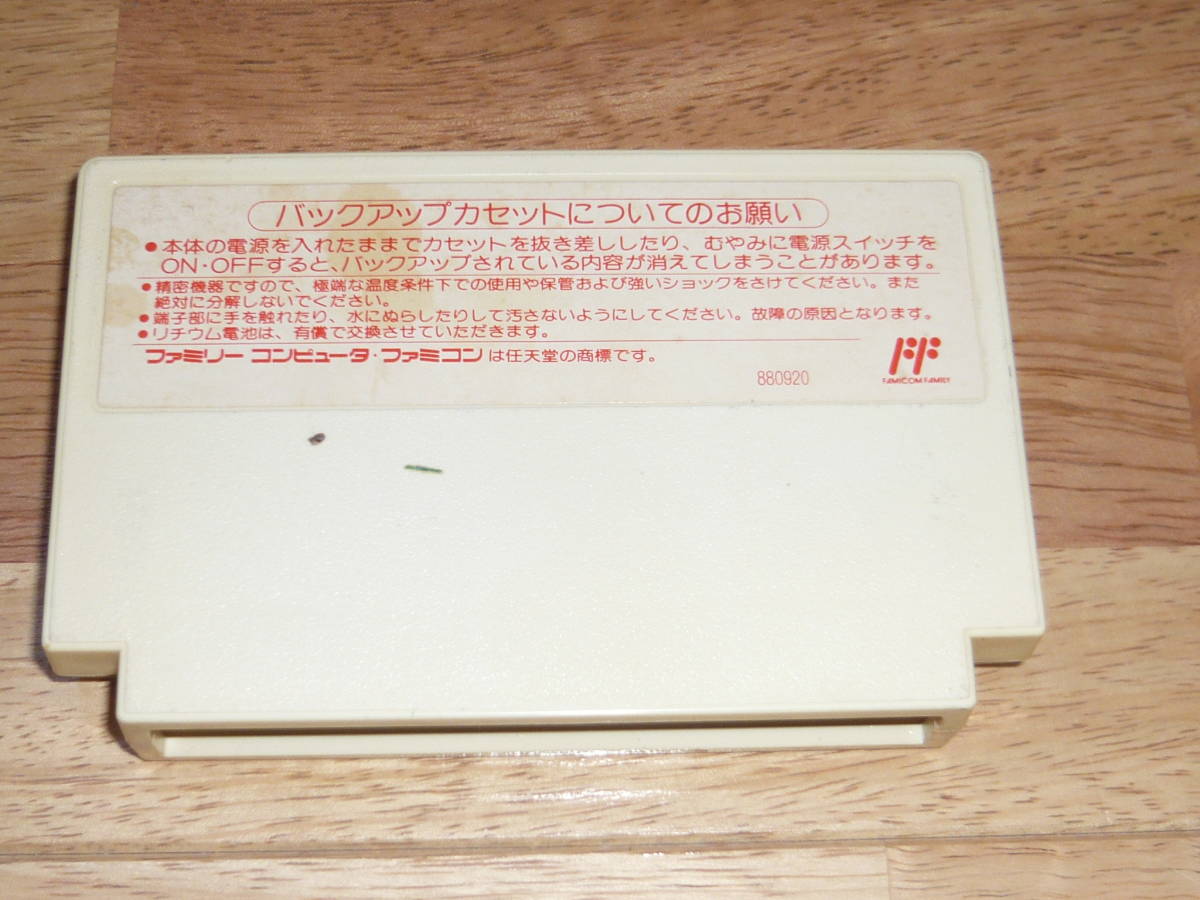 バックアップカセットについてのお願い
●本体の電源を入れたままでカセットを抜き差ししたり、むやみに電源スイッチを
ON・OFFすると、バックアップされている内容が消えてしまうことがあります。
●精密機器ですので、極端な温度条件下での使用や保管および強いショックをさけてください。また
絶対に分解しないでください。
●端子部に手を触れたり、水にぬらしたりして汚さないようにしてください。故障の原因となります。
●リチウム電池は、有償で交換させていただきます。
ファミリー コンピュータ・ファミコン は任天堂の商標です。
880920
FAMICOM FAMILY